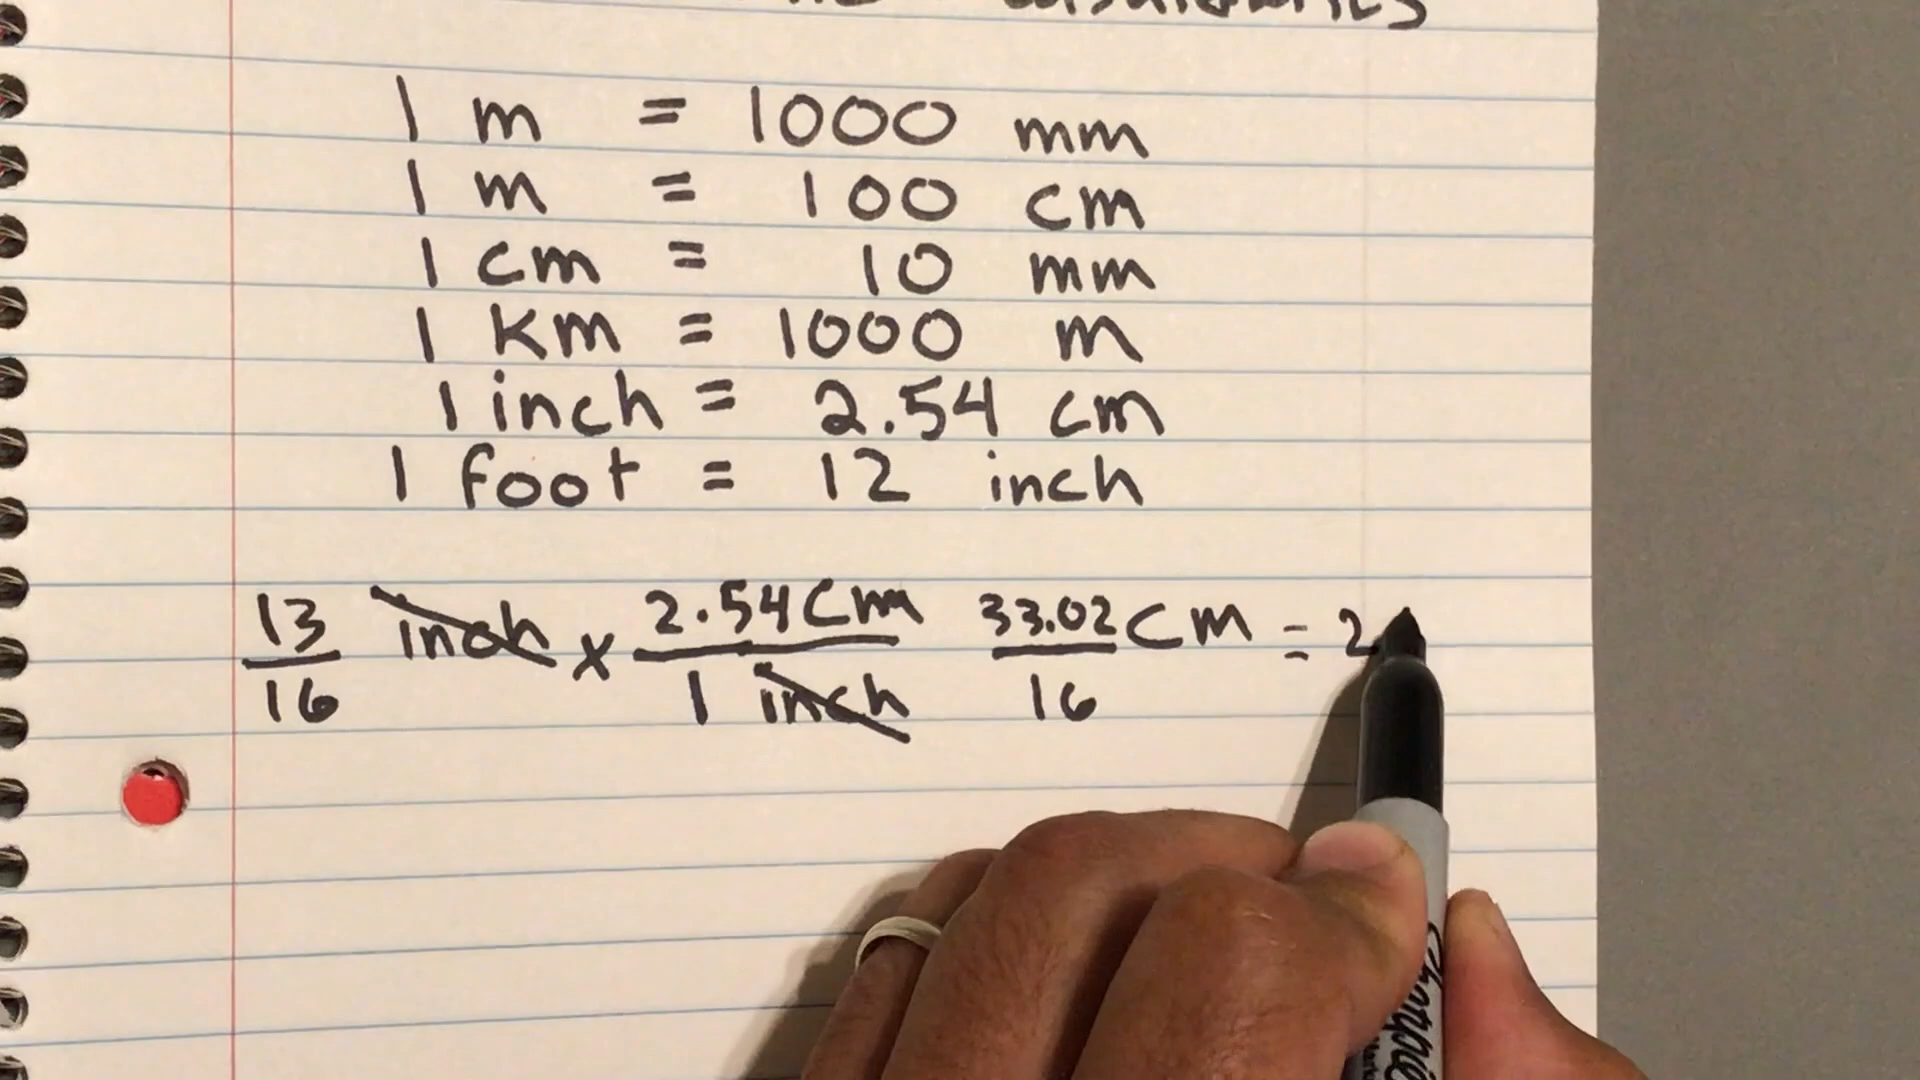 1 m = 1000 mm
1 m = 100 cm
1 cm = 10 mm
1 km = 1000 m
1 inch = 2.54 cm
1 foot = 12 inch
13/16 inch x 2.54 cm/1 inch 33.02/16 cm = 2
Sharpie